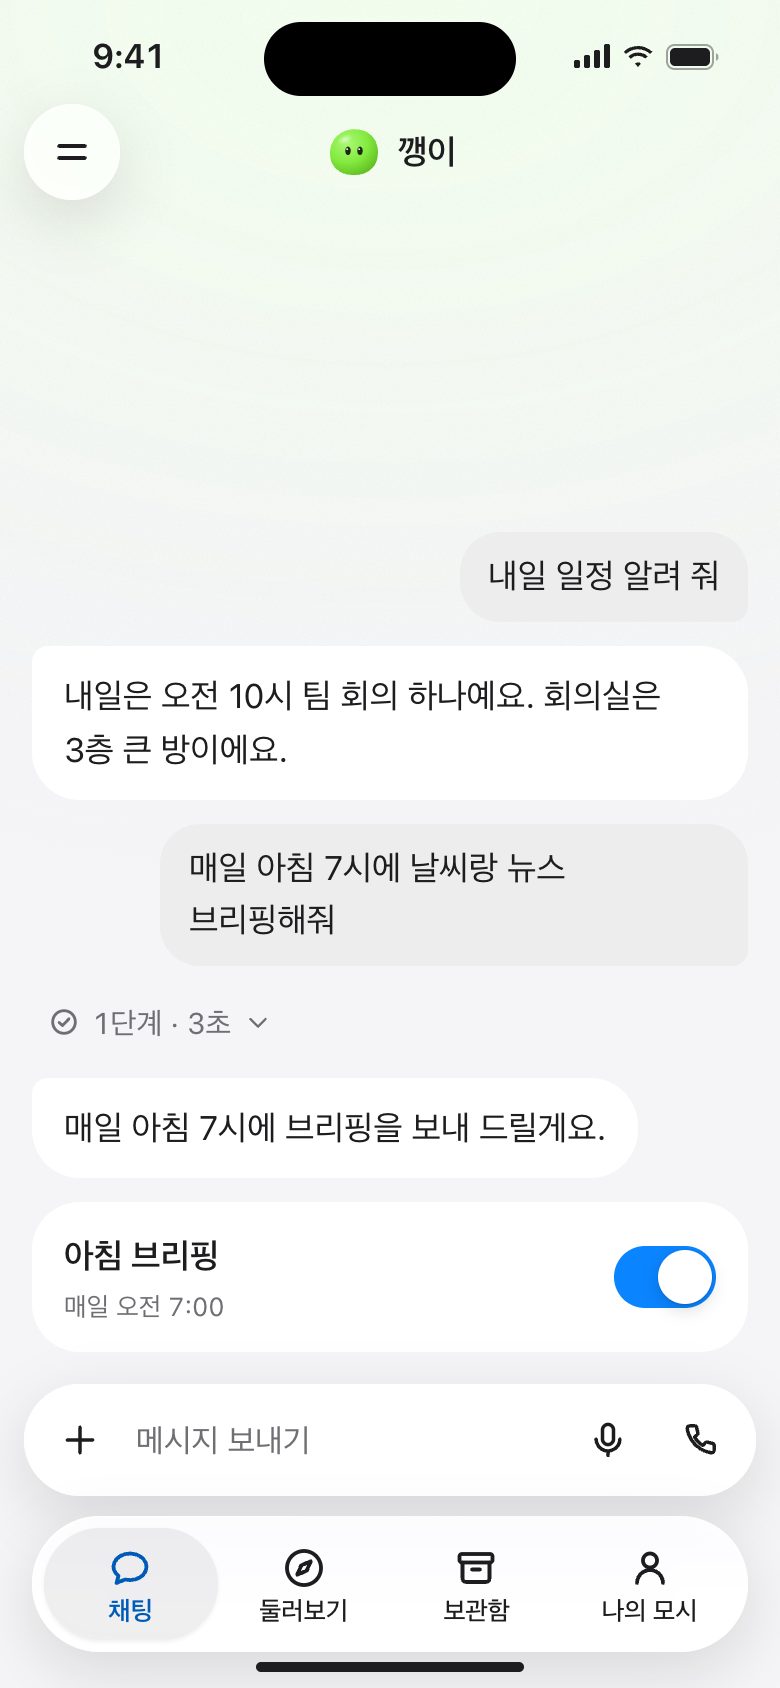 9:41
깽이
내일 일정 알려 줘
내일은 오전 10시 팀 회의 하나예요. 회의실은
3층 큰 방이에요.
매일 아침 7시에 날씨랑 뉴스
브리핑해줘
1단계 · 3초
매일 아침 7시에 브리핑을 보내 드릴게요.
아침 브리핑
매일 오전 7:00
메시지 보내기
채팅
둘러보기
보관함
나의 모시